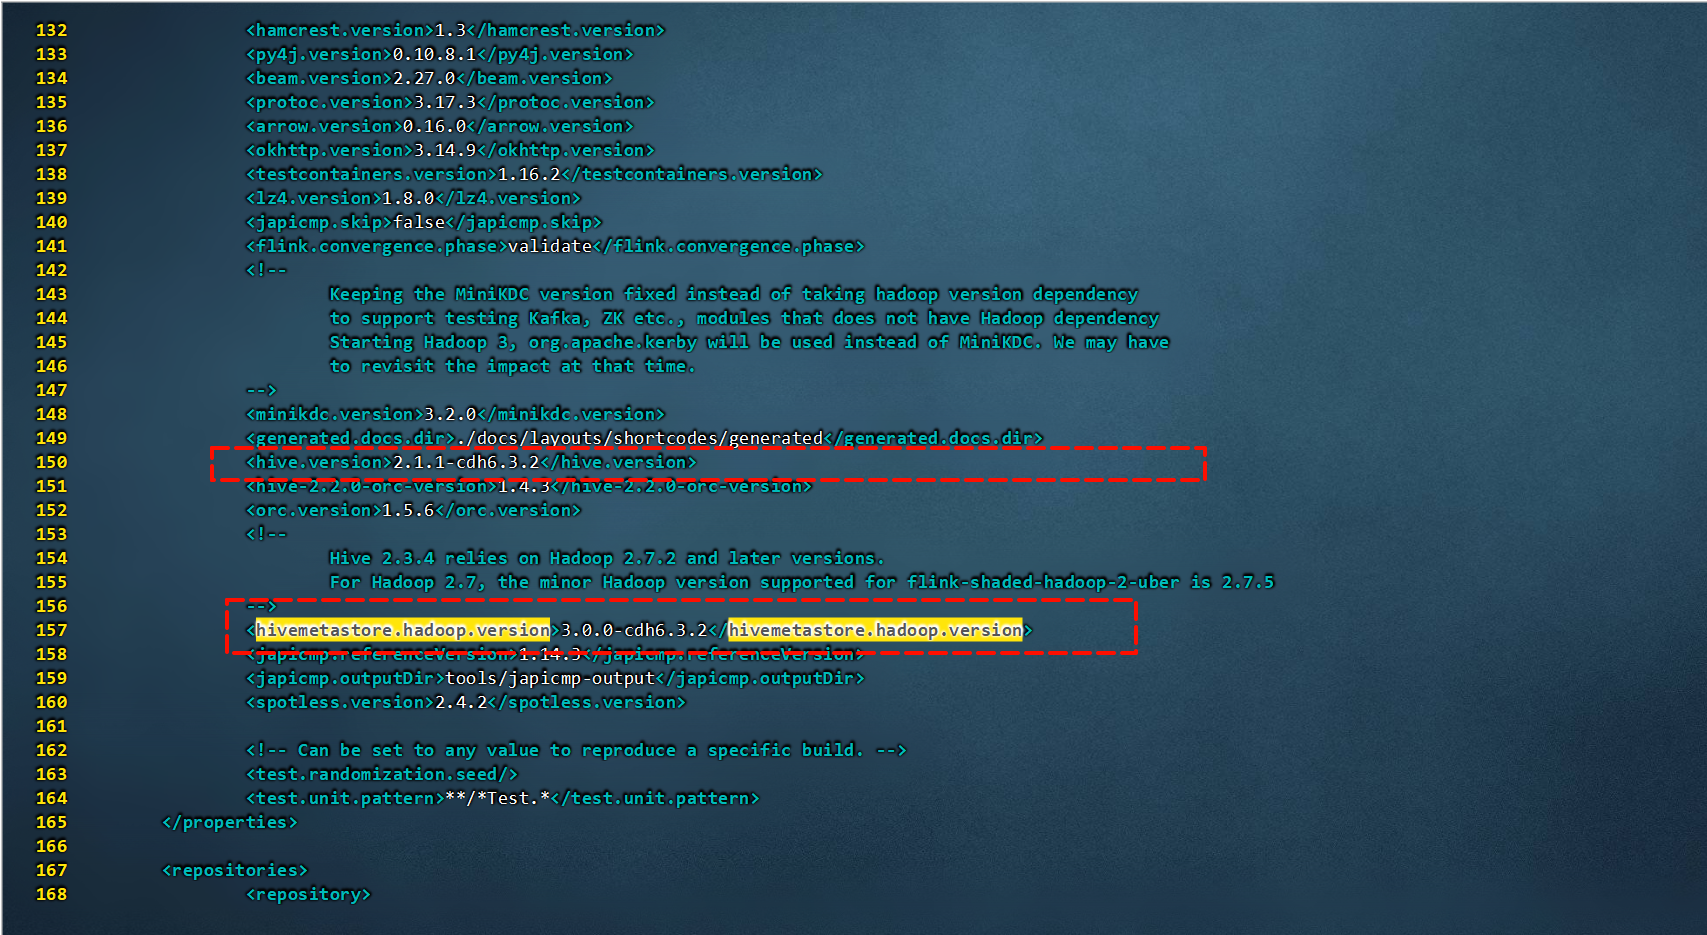 132 <hamcrest.version>1.3</hamcrest.version>
133 <py4j.version>0.10.8.1</py4j.version>
134 <beam.version>2.27.0</beam.version>
135 <protoc.version>3.17.3</protoc.version>
136 <arrow.version>0.16.0</arrow.version>
137 <okhttp.version>3.14.9</okhttp.version>
138 <testcontainers.version>1.16.2</testcontainers.version>
139 <lz4.version>1.8.0</lz4.version>
140 <japicmp.skip>false</japicmp.skip>
141 <flink.convergence.phase>validate</flink.convergence.phase>
142 <!--
143 Keeping the MiniKDC version fixed instead of taking hadoop version dependency
144 to support testing Kafka, ZK etc., modules that does not have Hadoop dependency
145 Starting Hadoop 3, org.apache.kerby will be used instead of MiniKDC. We may have
146 to revisit the impact at that time.
147 -->
148 <minikdc.version>3.2.0</minikdc.version>
149 <generated.docs.dir>./docs/layouts/shortcodes/generated</generated.docs.dir>
150 <hive.version>2.1.1-cdh6.3.2</hive.version>
151 <hive-2.2.0-orc-version>1.4.3</hive-2.2.0-orc-version>
152 <orc.version>1.5.6</orc.version>
153 <!--
154 Hive 2.3.4 relies on Hadoop 2.7.2 and later versions.
155 For Hadoop 2.7, the minor Hadoop version supported for flink-shaded-hadoop-2-uber is 2.7.5
156 -->
157 <hivemetastore.hadoop.version>3.0.0-cdh6.3.2</hivemetastore.hadoop.version>
158 <japicmp.referenceVersion>1.14.3</japicmp.referenceVersion>
159 <japicmp.outputDir>tools/japicmp-output</japicmp.outputDir>
160 <spotless.version>2.4.2</spotless.version>
161
162 <!-- Can be set to any value to reproduce a specific build. -->
163 <test.randomization.seed/>
164 <test.unit.pattern>**/*Test.*</test.unit.pattern>
165 </properties>
166
167 <repositories>
168 <repository>